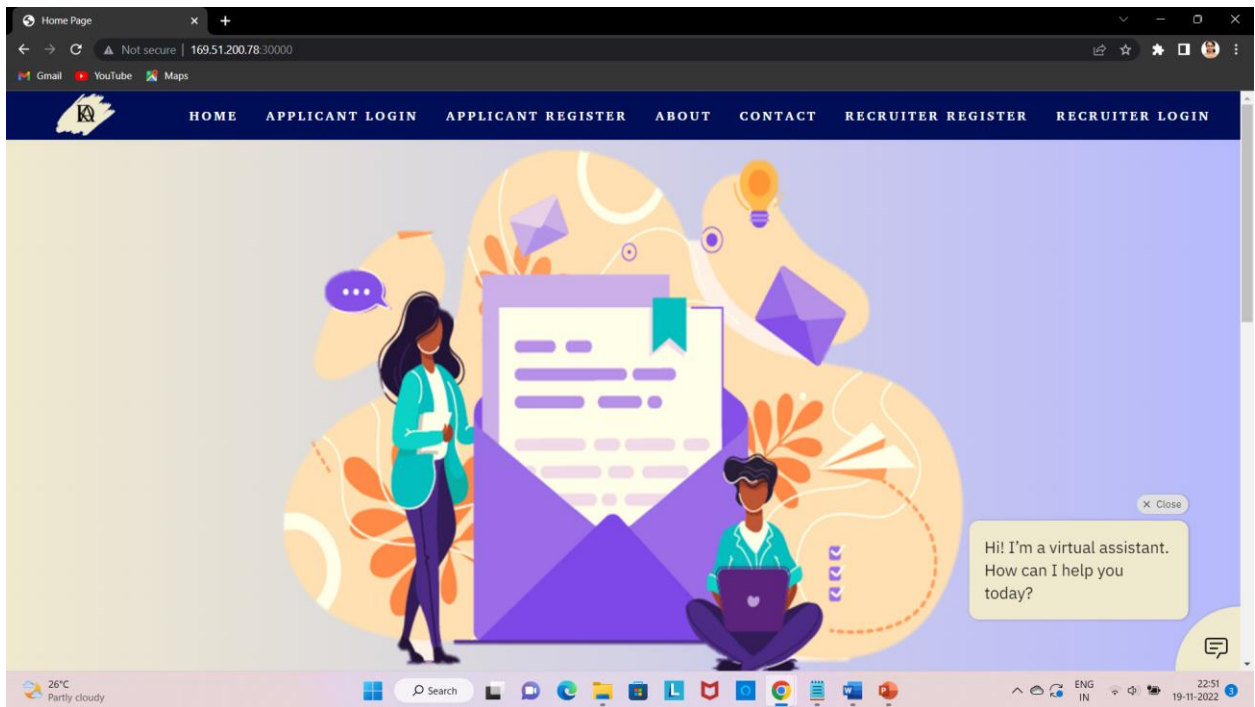 Home Page
Not secure | 169.51.200.78:30000
Gmail YouTube Maps
HOME APPLICANT LOGIN APPLICANT REGISTER ABOUT CONTACT RECRUITER REGISTER RECRUITER LOGIN
Close
Hi! I'm a virtual assistant.
How can I help you
today?
26°C
Partly cloudy
Search
ENG
IN
22:51
19-11-2022
3